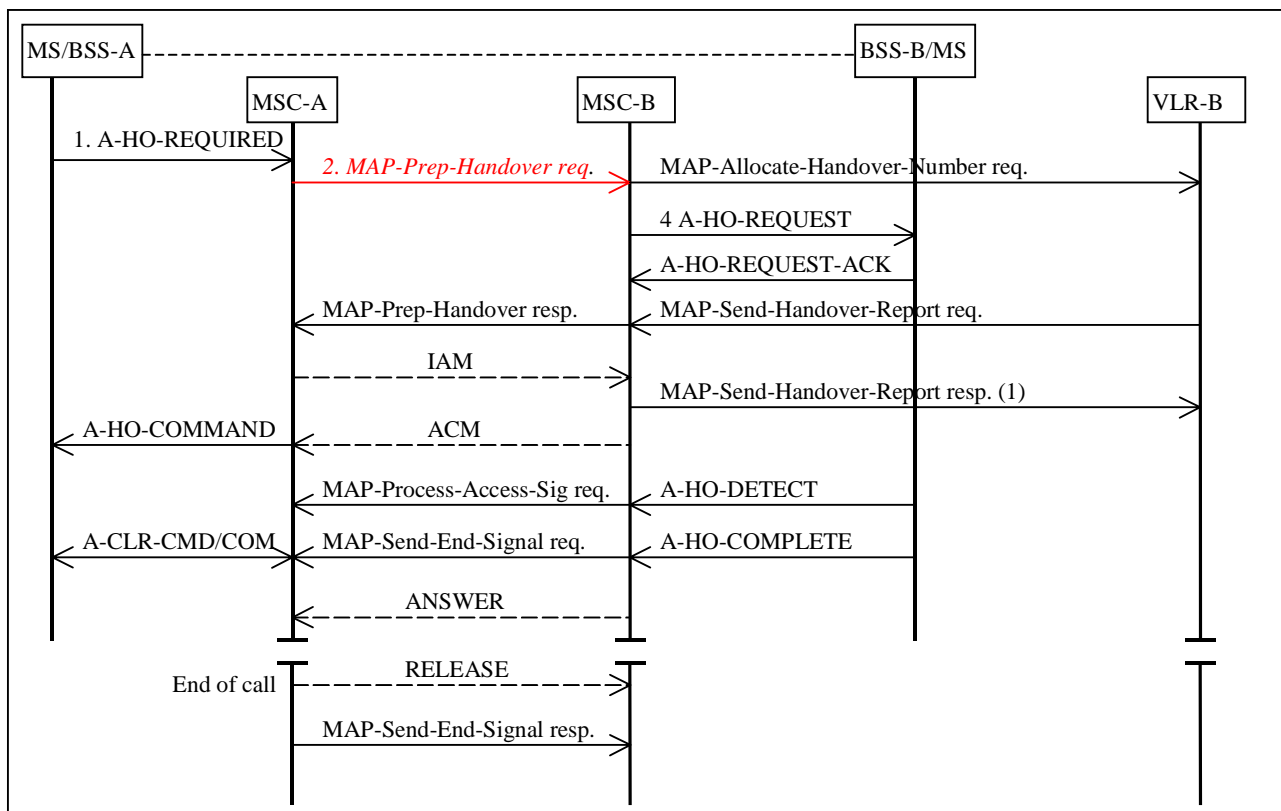 MS/BSS-A
BSS-B/MS
MSC-A
MSC-B
VLR-B
1. A-HO-REQUIRED
2. MAP-Prep-Handover req.
MAP-Allocate-Handover-Number req.
4 A-HO-REQUEST
A-HO-REQUEST-ACK
MAP-Prep-Handover resp.
MAP-Send-Handover-Report req.
IAM
MAP-Send-Handover-Report resp. (1)
A-HO-COMMAND
ACM
MAP-Process-Access-Sig req.
A-HO-DETECT
A-CLR-CMD/COM
MAP-Send-End-Signal req.
A-HO-COMPLETE
ANSWER
End of call
RELEASE
MAP-Send-End-Signal resp.